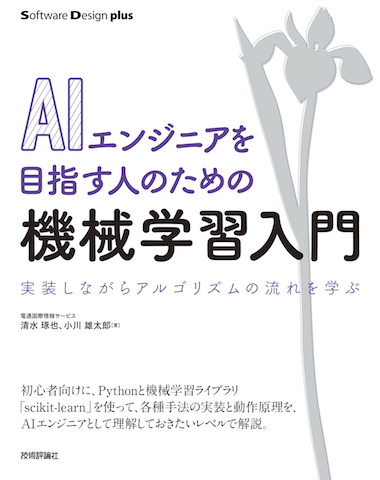 Software Design plus
AIエンジニアを
目指す人のための
機械学習入門
実装しながらアルゴリズムの流れを学ぶ
電通国際情報サービス
清水 琢也、小川 雄太郎[著]
初心者向けに、Pythonと機械学習ライブラリ
「scikit-learn」を使って、各種手法の実装と動作原理を、
AIエンジニアとして理解しておきたいレベルで解説。
技術評論社